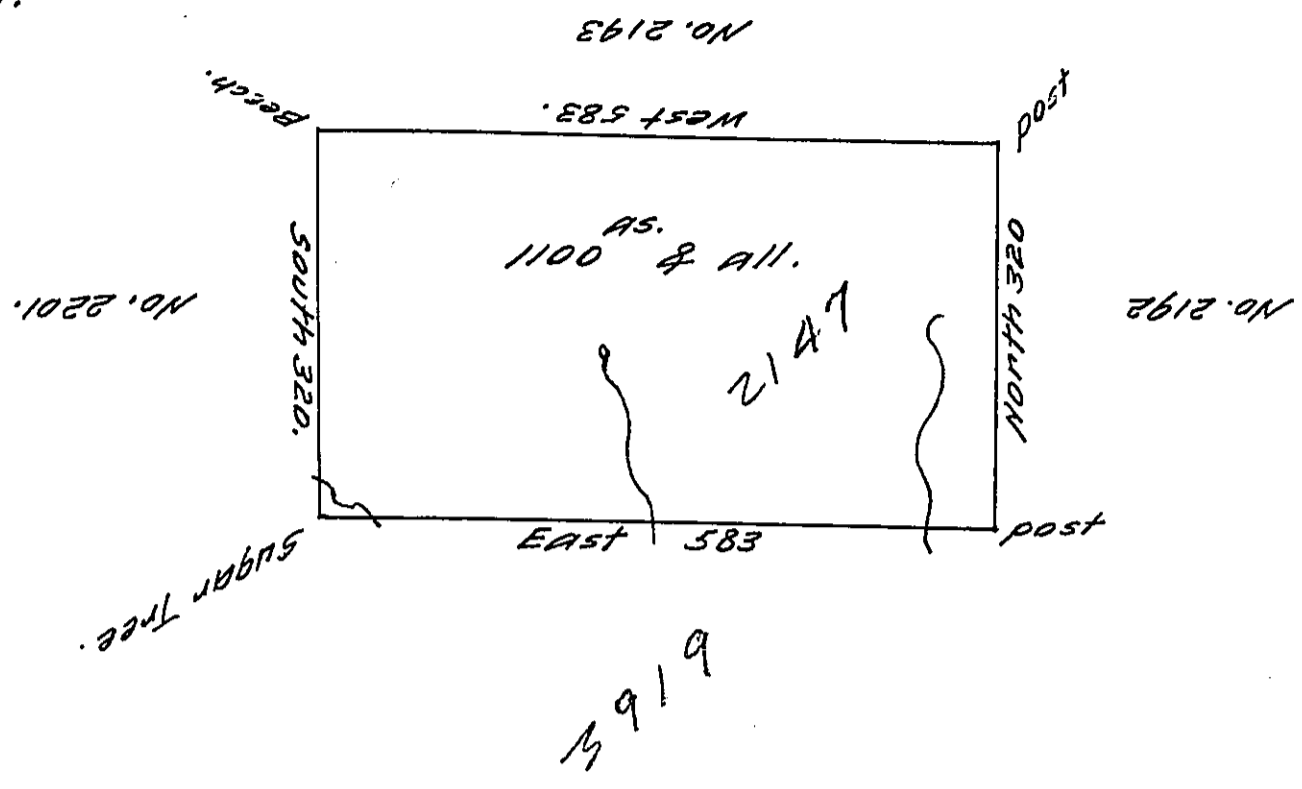 No. 2193
Beech.
West 583.
post
1100 as. & all.
South 320.
North 320
No. 2201.
No. 2192
2147
East 583
post
Sugar Tree.